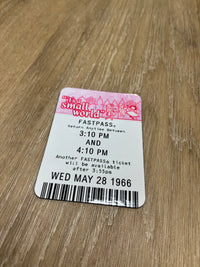 "it's a
small
world"®
FASTPASS®
Return Anytime Between
3:10 PM
AND
4:10 PM
Another FASTPASS® ticket
will be available
after 3:55pm
WED MAY 28 1966